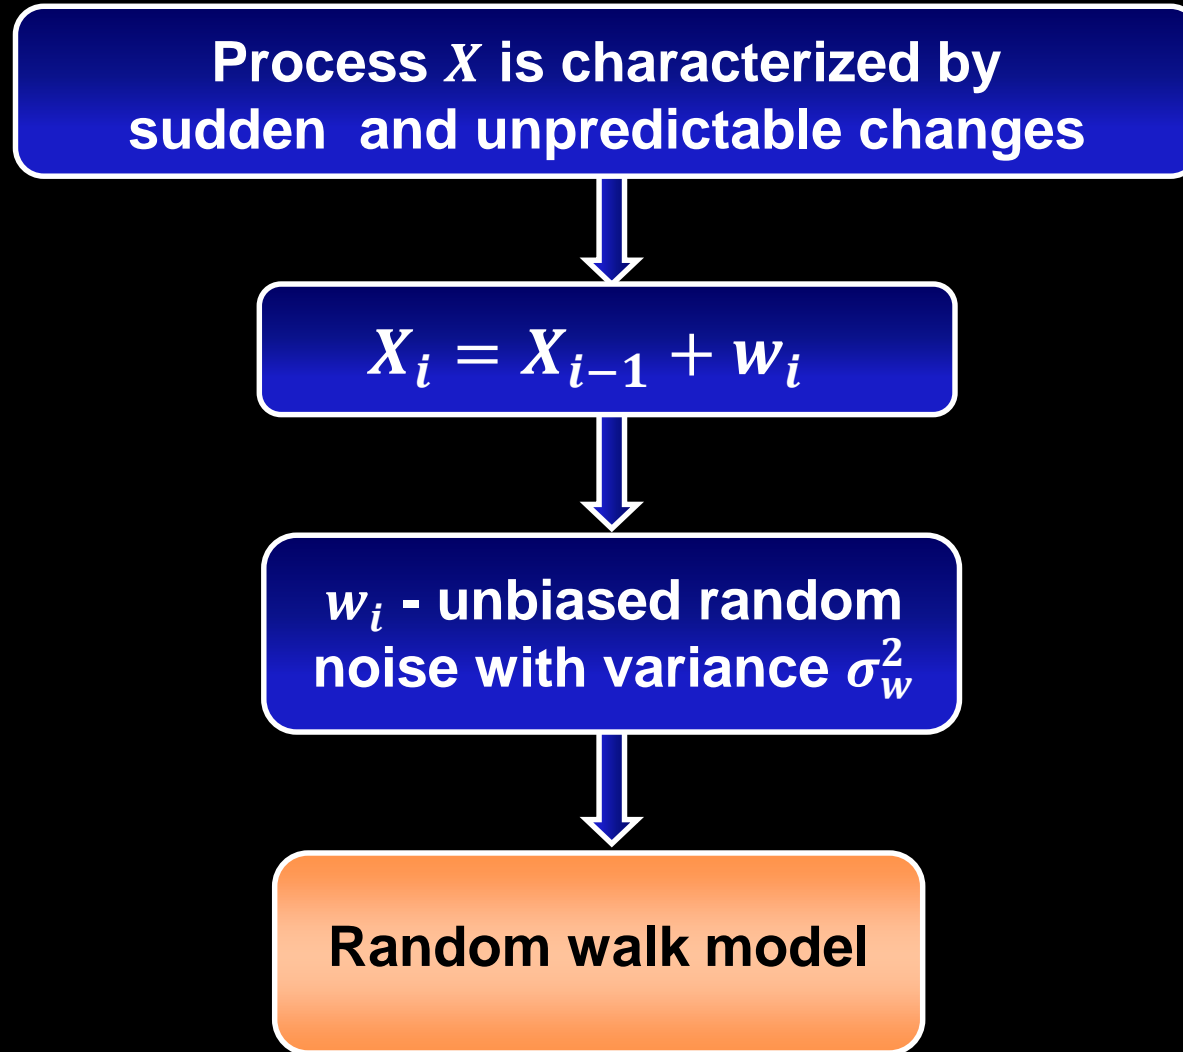 Process X is characterized by
sudden and unpredictable changes
X_i = X_{i−1} + w_i
w_i - unbiased random
noise with variance σ_w^2
Random walk model